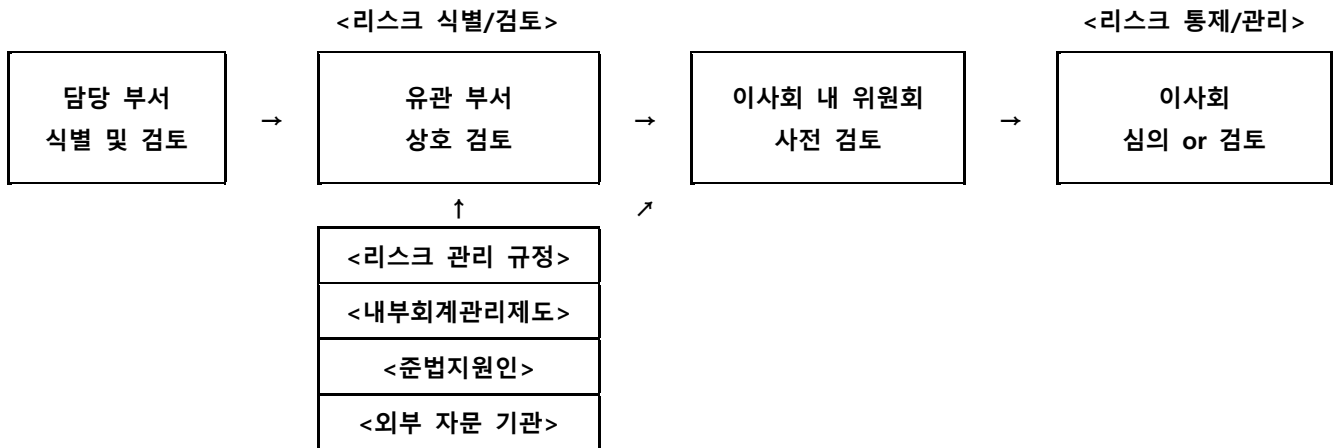 <리스크 식별/검토>
<리스크 통제/관리>
담당 부서
식별 및 검토
→
유관 부서
상호 검토
→
이사회 내 위원회
사전 검토
→
이사회
심의 or 검토
↑
↗
<리스크 관리 규정>
<내부회계관리제도>
<준법지원인>
<외부 자문 기관>